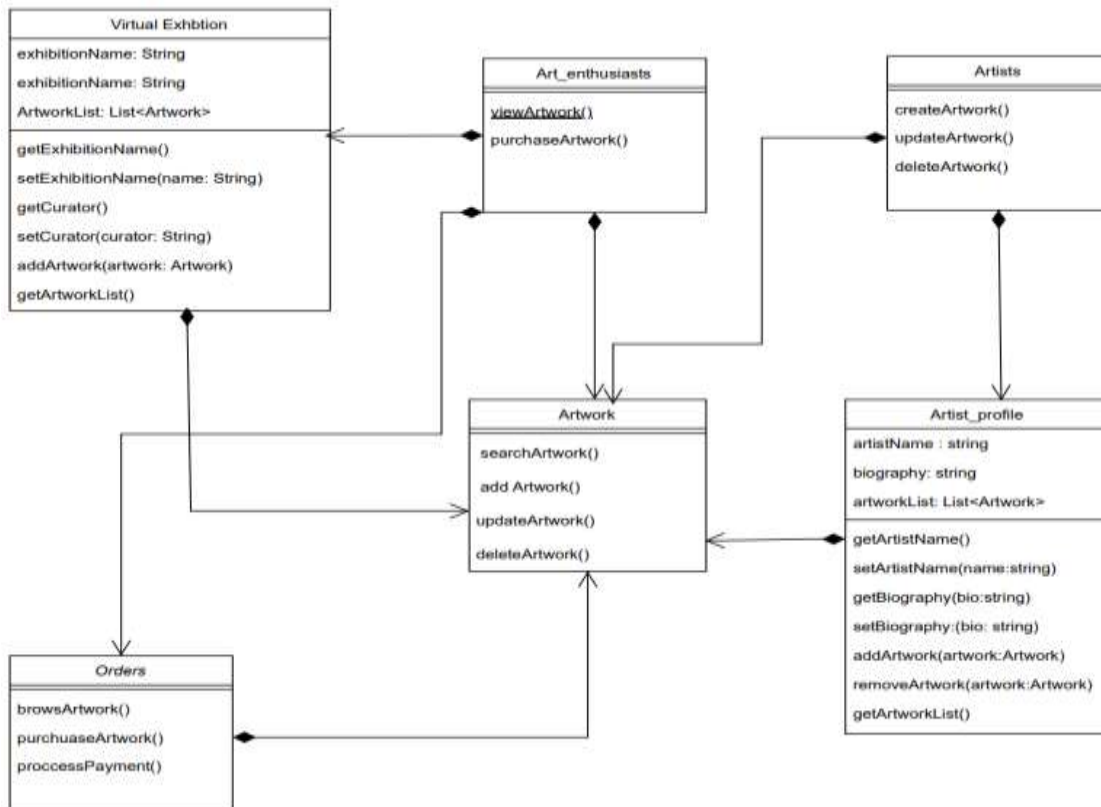 Virtual Exhbtion
exhibitionName: String
exhibitionName: String
ArtworkList: List<Artwork>
getExhibitionName()
setExhibitionName(name: String)
getCurator()
setCurator(curator: String)
addArtwork(artwork: Artwork)
getArtworkList()
Art_enthusiasts
viewArtwork()
purchaseArtwork()
Artists
createArtwork()
updateArtwork()
deleteArtwork()
Artwork
searchArtwork()
add Artwork()
updateArtwork()
deleteArtwork()
Artist_profile
artistName : string
biography: string
artworkList: List<Artwork>
getArtistName()
setArtistName(name:string)
getBiography(bio:string)
setBiography:(bio: string)
addArtwork(artwork:Artwork)
removeArtwork(artwork:Artwork)
getArtworkList()
Orders
browsArtwork()
purchuaseArtwork()
proccessPayment()